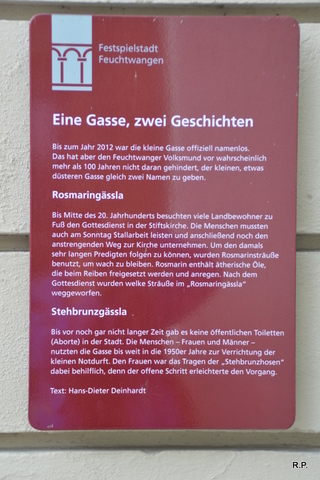 Festspielstadt
Feuchtwangen
Eine Gasse, zwei Geschichten
Bis zum Jahr 2012 war die kleine Gasse offiziell namenlos.
Das hat aber den Feuchtwanger Volksmund vor wahrscheinlich
mehr als 100 Jahren nicht daran gehindert, der kleinen, etwas
düsteren Gasse gleich zwei Namen zu geben.
Rosmaringässla
Bis Mitte des 20. Jahrhunderts besuchten viele Landbewohner zu
Fuß den Gottesdienst in der Stiftskirche. Die Menschen mussten
auch am Sonntag Stallarbeit leisten und anschließend noch den
anstrengenden Weg zur Kirche unternehmen. Um den damals
sehr langen Predigten folgen zu können, wurden Rosmarinsträuße
benutzt, um wach zu bleiben. Rosmarin enthält ätherische Öle,
die beim Reiben freigesetzt werden und anregen. Nach dem
Gottesdienst wurden welke Sträuße im „Rosmaringässla"
weggeworfen.
Stehbrunzgässla
Bis vor noch gar nicht langer Zeit gab es keine öffentlichen Toiletten
(Aborte) in der Stadt. Die Menschen – Frauen und Männer –
nutzten die Gasse bis weit in die 1950er Jahre zur Verrichtung der
kleinen Notdurft. Den Frauen war das Tragen der „Stehbrunzhosen"
dabei behilflich, denn der offene Schritt erleichterte den Vorgang.
Text: Hans-Dieter Deinhardt
R.P.